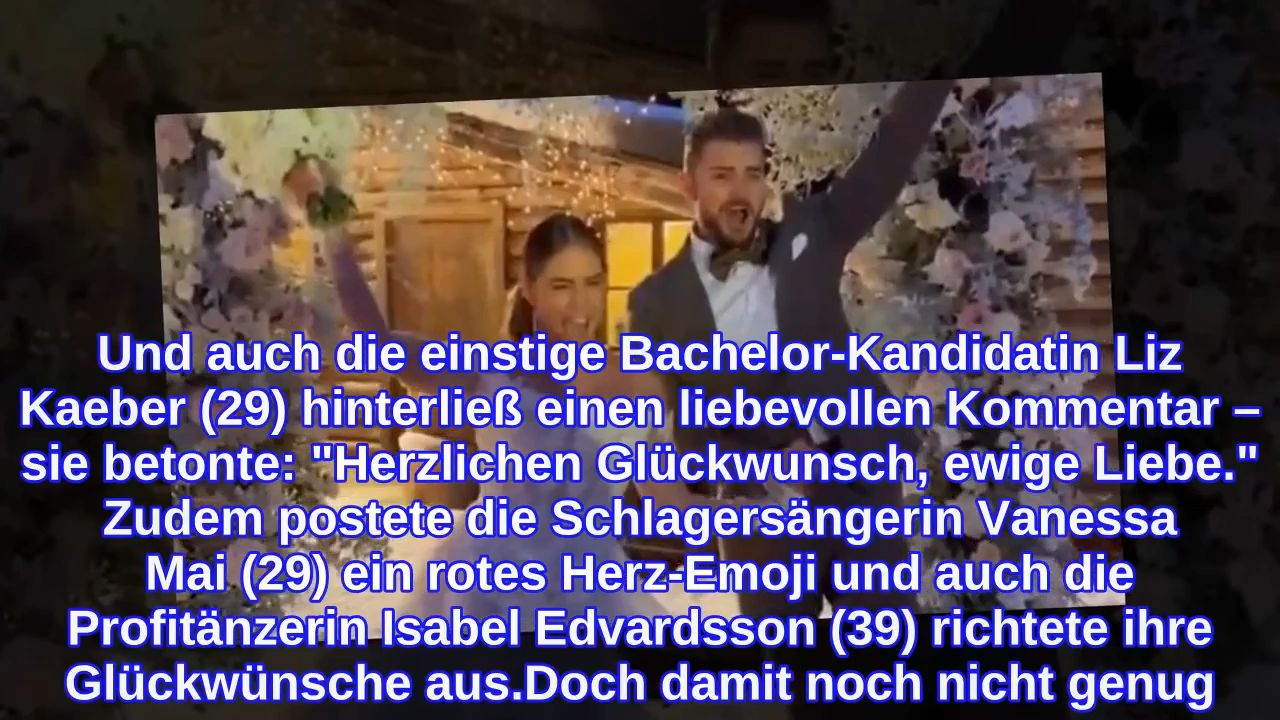 Und auch die einstige Bachelor-Kandidatin Liz
Kaeber (29) hinterließ einen liebevollen Kommentar –
sie betonte: "Herzlichen Glückwunsch, ewige Liebe."
Zudem postete die Schlagersängerin Vanessa
Mai (29) ein rotes Herz-Emoji und auch die
Profitänzerin Isabel Edvardsson (39) richtete ihre
Glückwünsche aus.Doch damit noch nicht genug